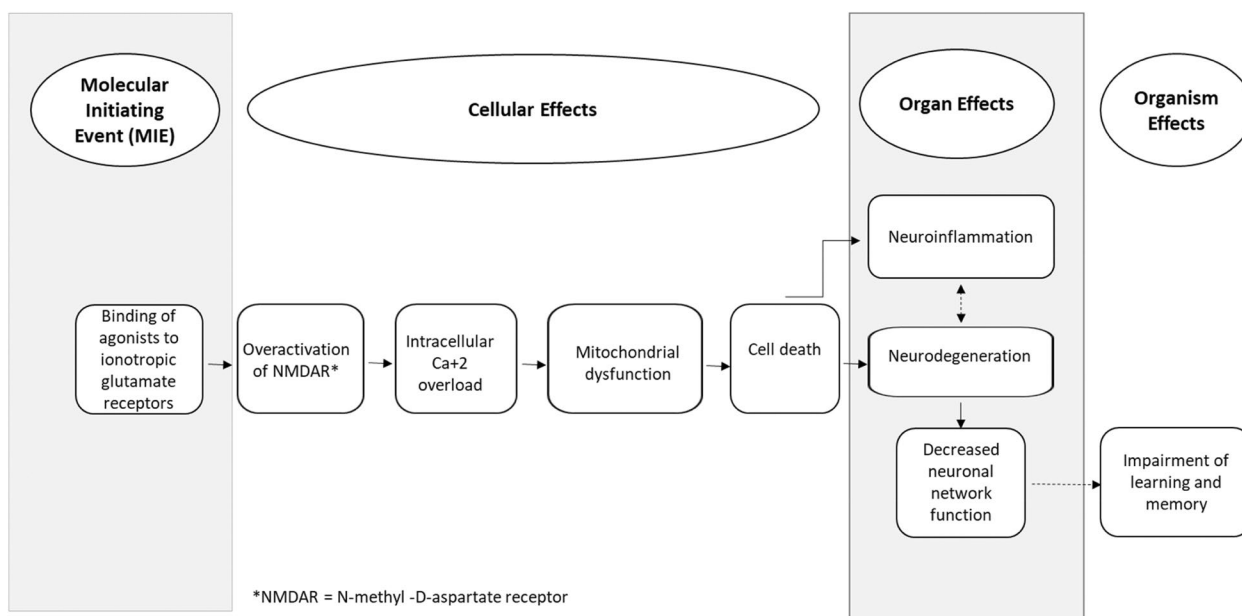 Molecular
Initiating
Event (MIE)
Cellular Effects
Organ Effects
Organism
Effects
Neuroinflammation
Binding of
agonists to
ionotropic
glutamate
receptors
Overactivation
of NMDAR*
Intracellular
Ca+2
overload
Mitochondrial
dysfunction
Cell death
Neurodegeneration
Decreased
neuronal
network
function
Impairment of
learning and
memory
*NMDAR = N-methyl -D-aspartate receptor